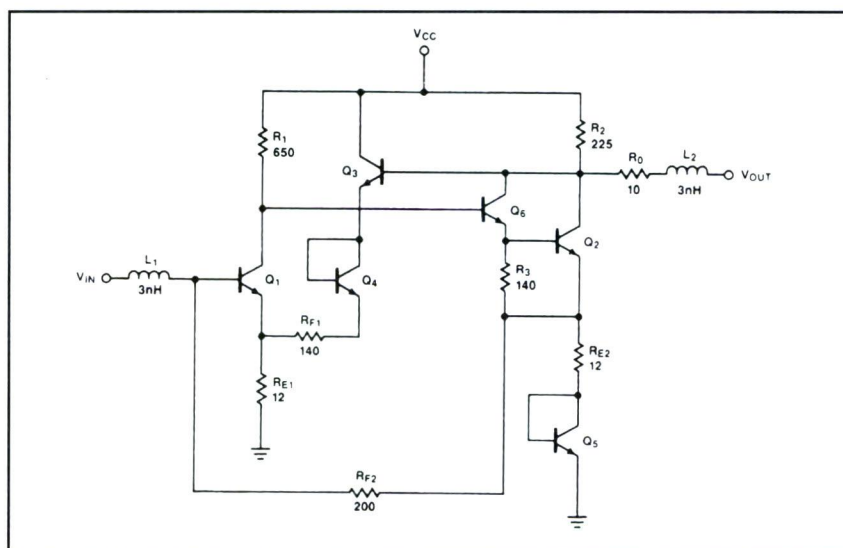 VCC
R1
650
R2
225
R0
10
L2
3nH
VOUT
Q3
Q6
Q2
L1
3nH
VIN
Q1
Q4
R3
140
RF1
140
RE1
12
RE2
12
Q5
RF2
200